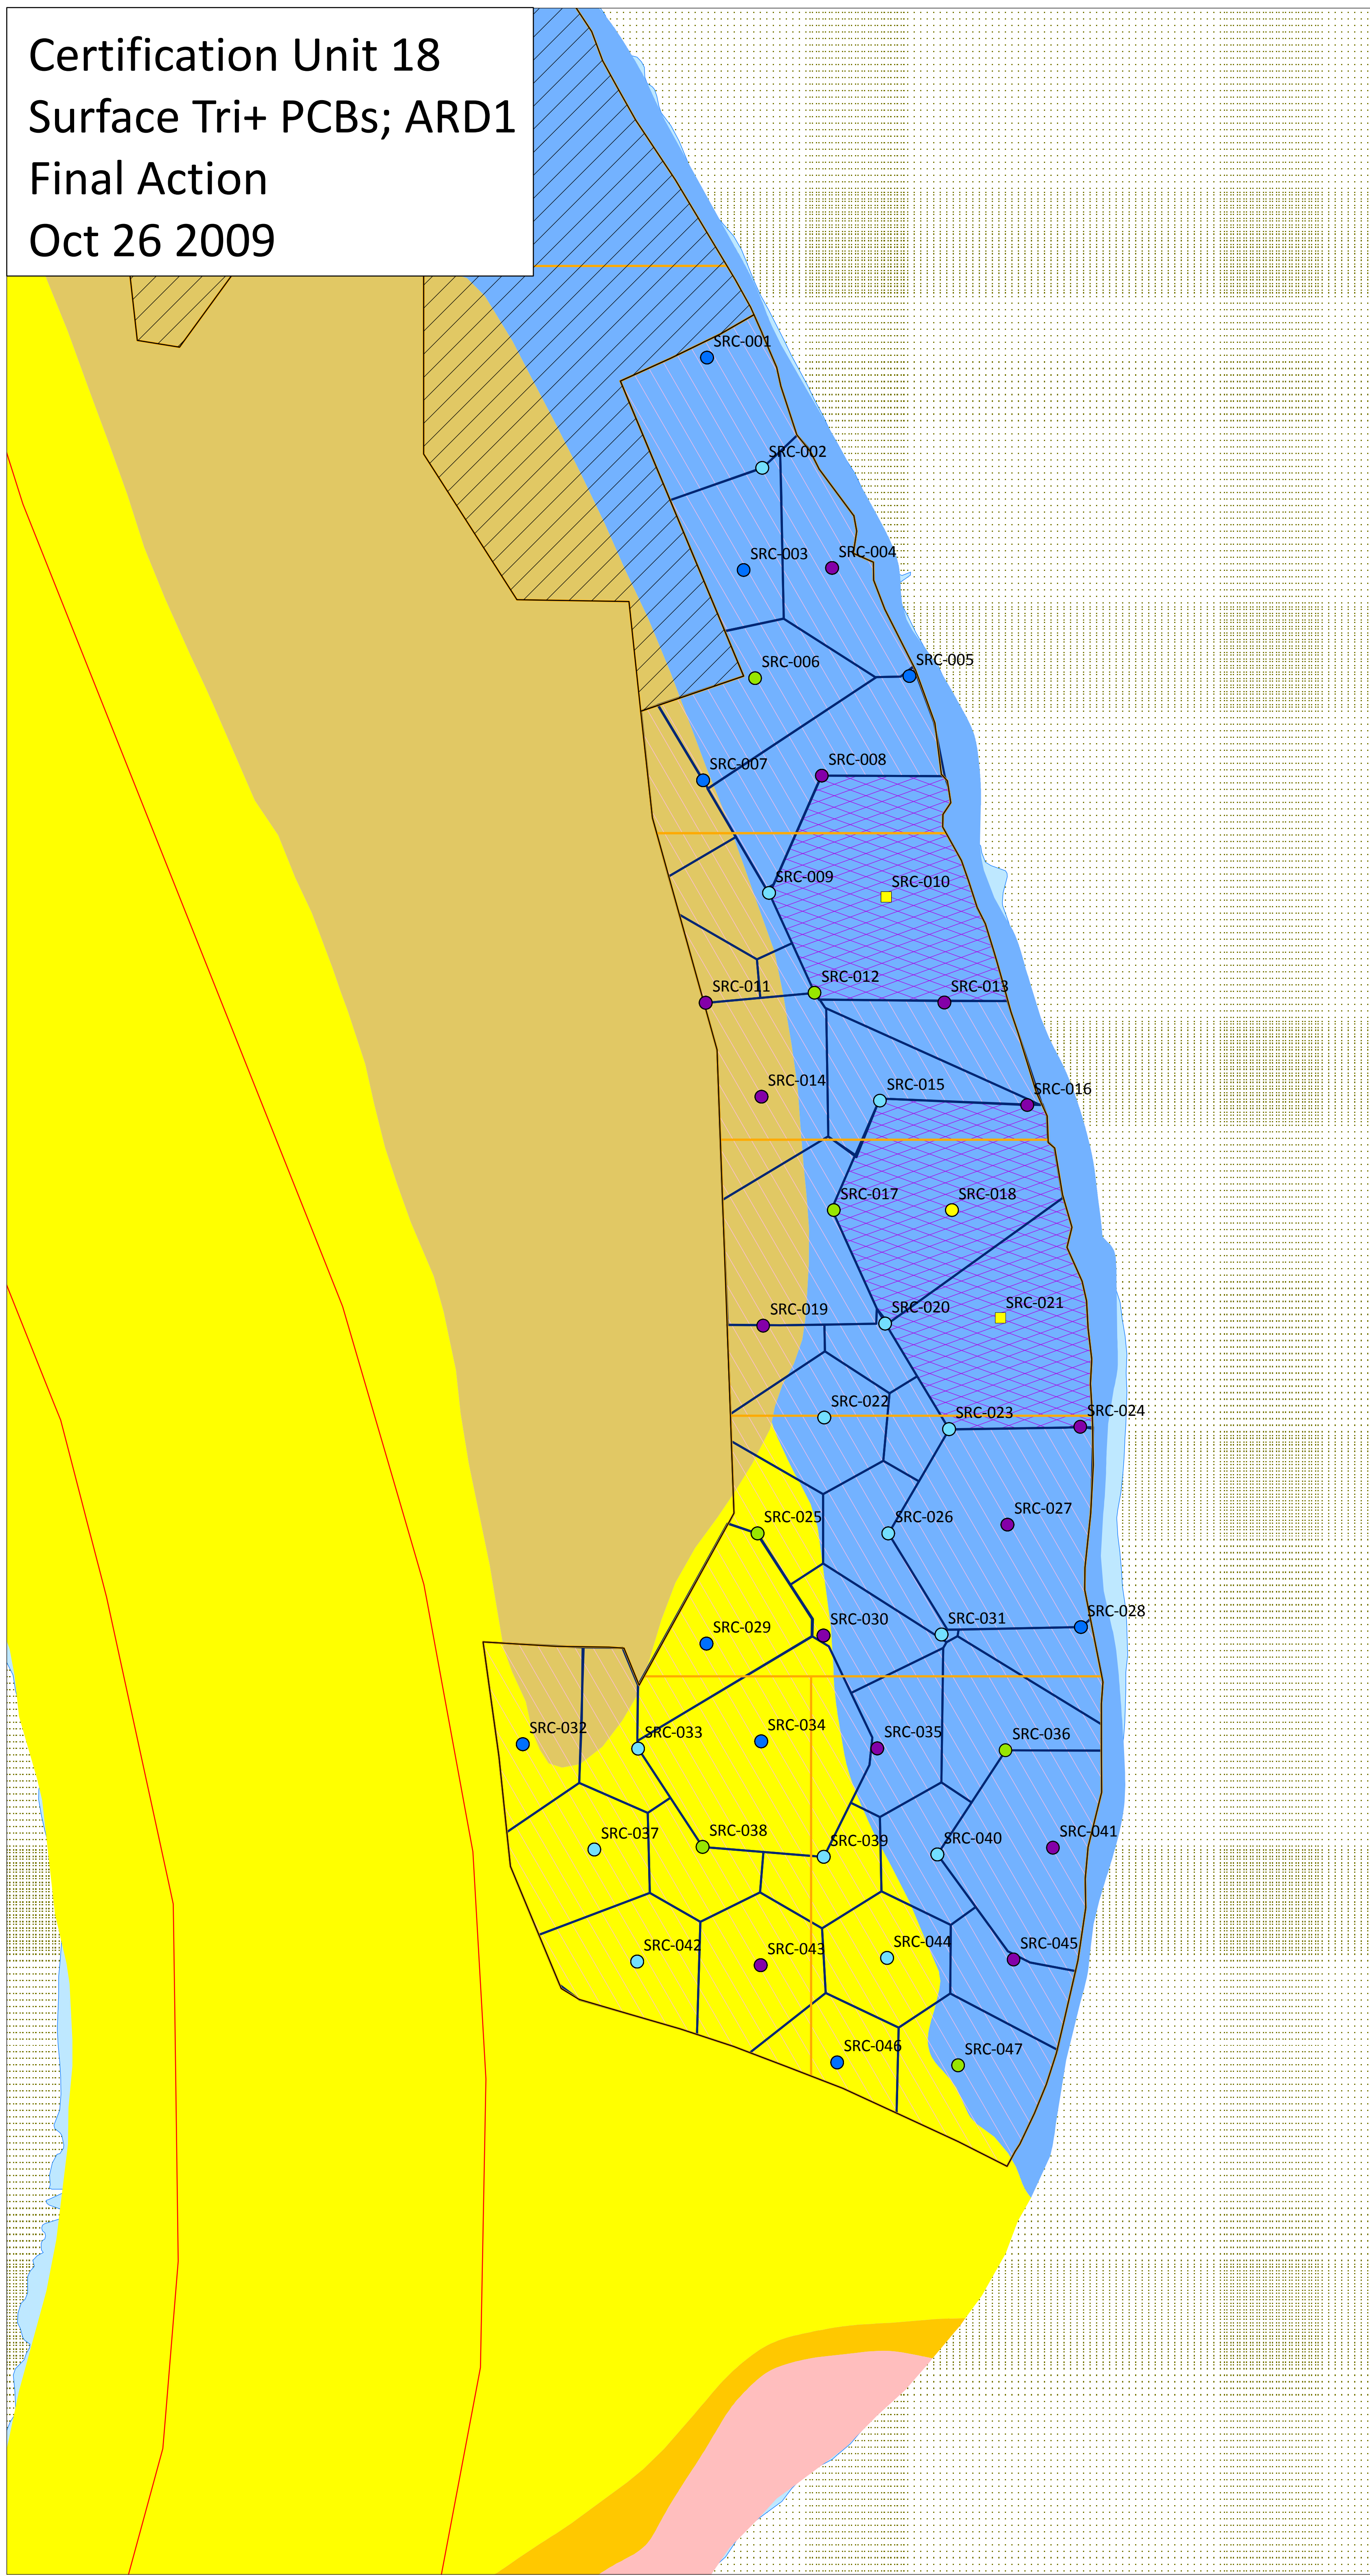 Certification Unit 18
Surface Tri+ PCBs; ARD1
Final Action
Oct 26 2009
SRC-001
SRC-002
SRC-003
SRC-004
SRC-005
SRC-006
SRC-007
SRC-008
SRC-009
SRC-010
SRC-011
SRC-012
SRC-013
SRC-014
SRC-015
SRC-016
SRC-017
SRC-018
SRC-019
SRC-020
SRC-021
SRC-022
SRC-023
SRC-024
SRC-025
SRC-026
SRC-027
SRC-028
SRC-029
SRC-030
SRC-031
SRC-032
SRC-033
SRC-034
SRC-035
SRC-036
SRC-037
SRC-038
SRC-039
SRC-040
SRC-041
SRC-042
SRC-043
SRC-044
SRC-045
SRC-046
SRC-047